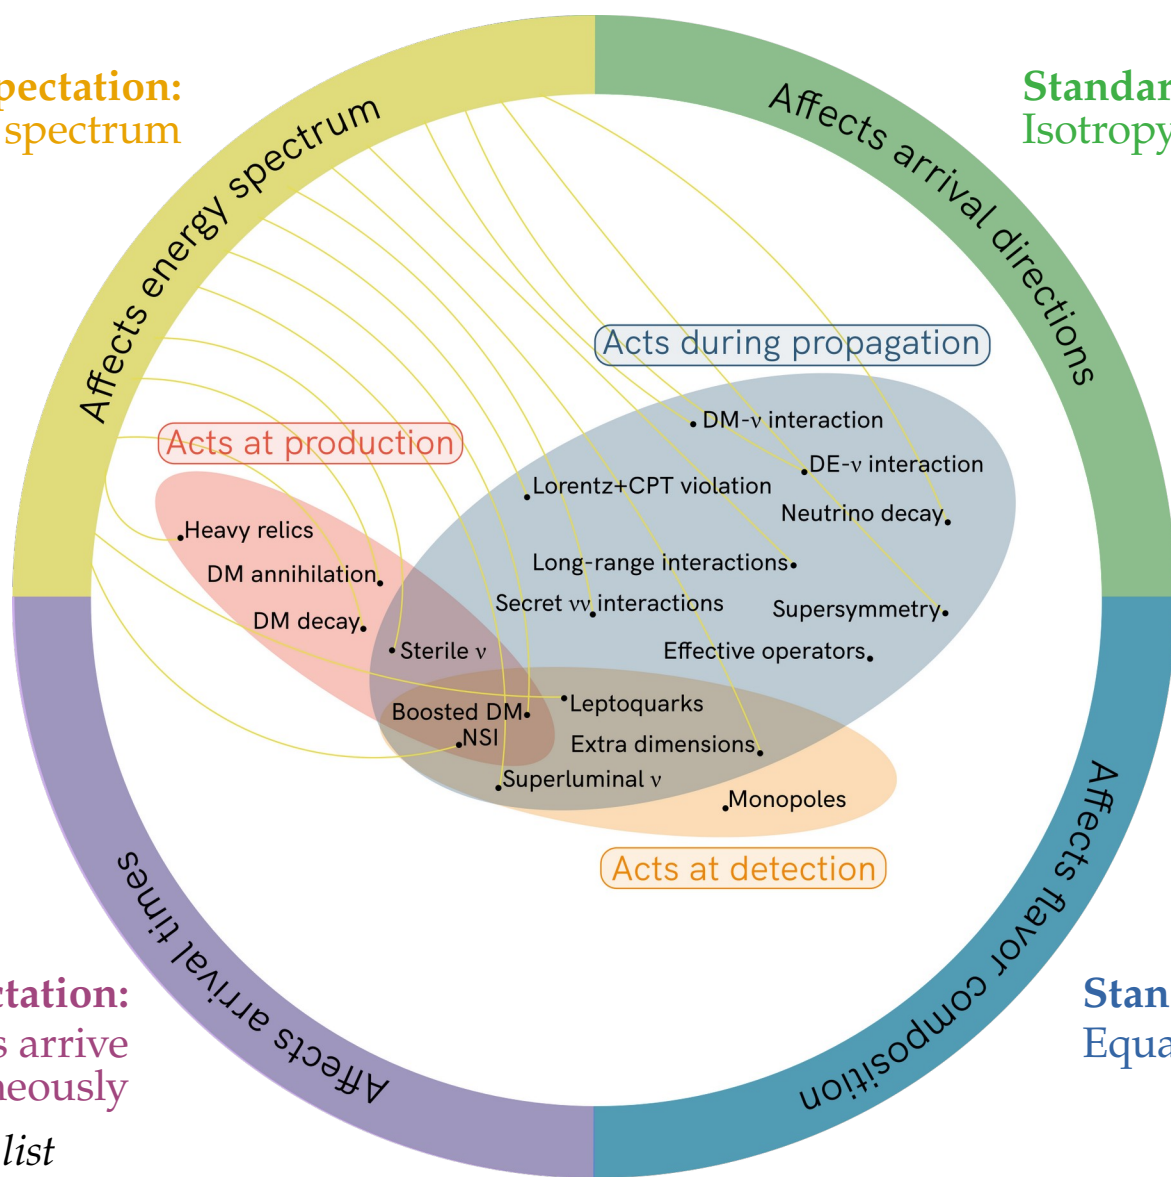 pectation:
spectrum
Standar
Isotropy
Affects energy spectrum
Affects arrival directions
Acts during propagation
Acts at production
DM-ν interaction
DE-ν interaction
Lorentz+CPT violation
Neutrino decay
Heavy relics
Long-range interactions
DM annihilation
Secret νν interactions
Supersymmetry
DM decay
Sterile ν
Effective operators
Leptoquarks
Boosted DM
NSI
Extra dimensions
Superluminal ν
Monopoles
Acts at detection
Affects arrival times
Affects flavor composition
ctation:
s arrive
neously
list
Stan
Equa